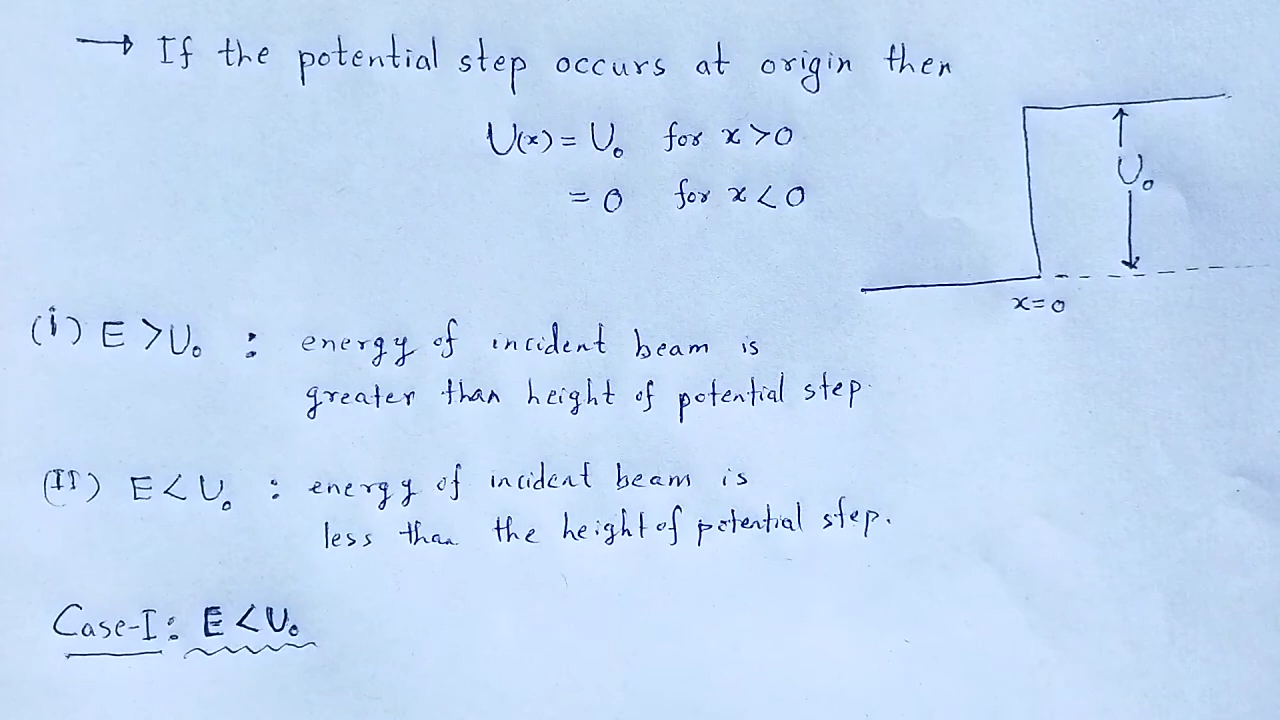 → If the potential step occurs at origin then
U(x) = U₀ for x > 0
= 0 for x < 0
U₀
x = 0
(i) E > U₀ : energy of incident beam is
greater than height of potential step.
(II) E < U₀ : energy of incident beam is
less than the height of potential step.
Case-I: E < U₀